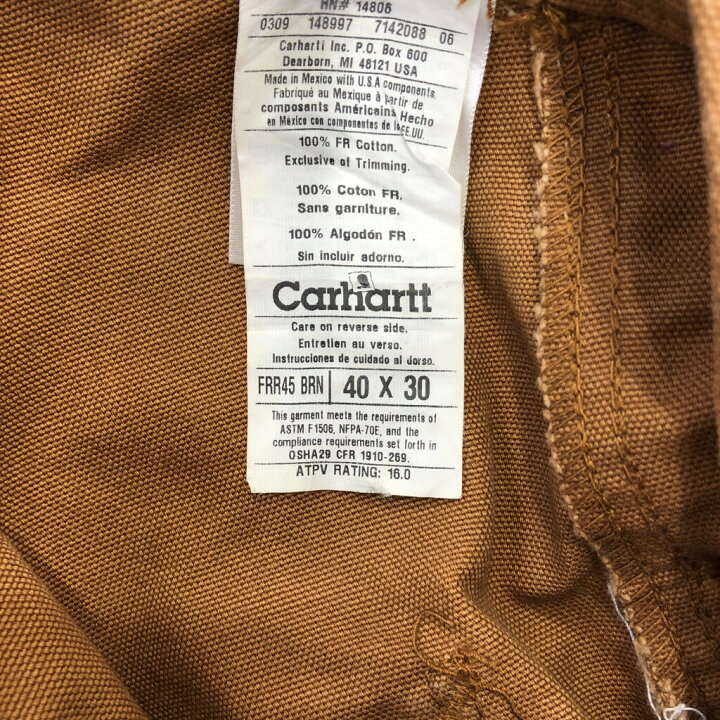 RN# 14806
0309 148997 7142088 06
Carhartt Inc. P.O. Box 600
Dearborn, MI 48121 USA
Made in Mexico with U.S.A components.
Fabriqué au Mexique à partir de
composants Américains Hecho
en México con componentes de EE.UU.
100% FR Cotton.
Exclusive of Trimming.
100% Coton FR.
Sans garniture.
100% Algodón FR .
Sin incluir adorno.
Carhartt
Care on reverse side.
Entretien au verso.
Instrucciones de cuidado al dorso.
FRR45 BRN 40 X 30
This garment meets the requirements of
ASTM F1506, NFPA-70E, and the
compliance requirements set forth in
OSHA29 CFR 1910-269.
ATPV RATING: 16.0